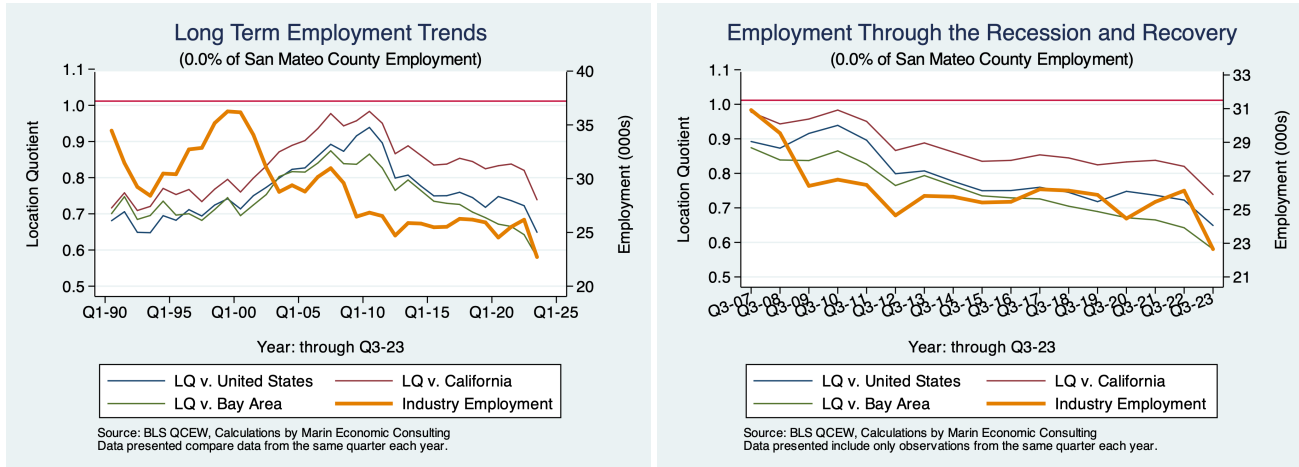 Long Term Employment Trends
(0.0% of San Mateo County Employment)
Location Quotient
1.1
1.0
0.9
0.8
0.7
0.6
0.5
40
35
30
25
20
Employment (000s)
Q1-90 Q1-95 Q1-00 Q1-05 Q1-10 Q1-15 Q1-20 Q1-25
Year: through Q3-23
LQ v. United States LQ v. California
LQ v. Bay Area Industry Employment
Source: BLS QCEW, Calculations by Marin Economic Consulting
Data presented compare data from the same quarter each year.
Employment Through the Recession and Recovery
(0.0% of San Mateo County Employment)
Location Quotient
1.1
1.0
0.9
0.8
0.7
0.6
0.5
33
31
29
27
25
23
21
Employment (000s)
Q3-07 Q3-08 Q3-09 Q3-10 Q3-11 Q3-12 Q3-13 Q3-14 Q3-15 Q3-16 Q3-17 Q3-18 Q3-19 Q3-20 Q3-21 Q3-22 Q3-23
Year: through Q3-23
LQ v. United States LQ v. California
LQ v. Bay Area Industry Employment
Source: BLS QCEW, Calculations by Marin Economic Consulting
Data presented include only observations from the same quarter each year.